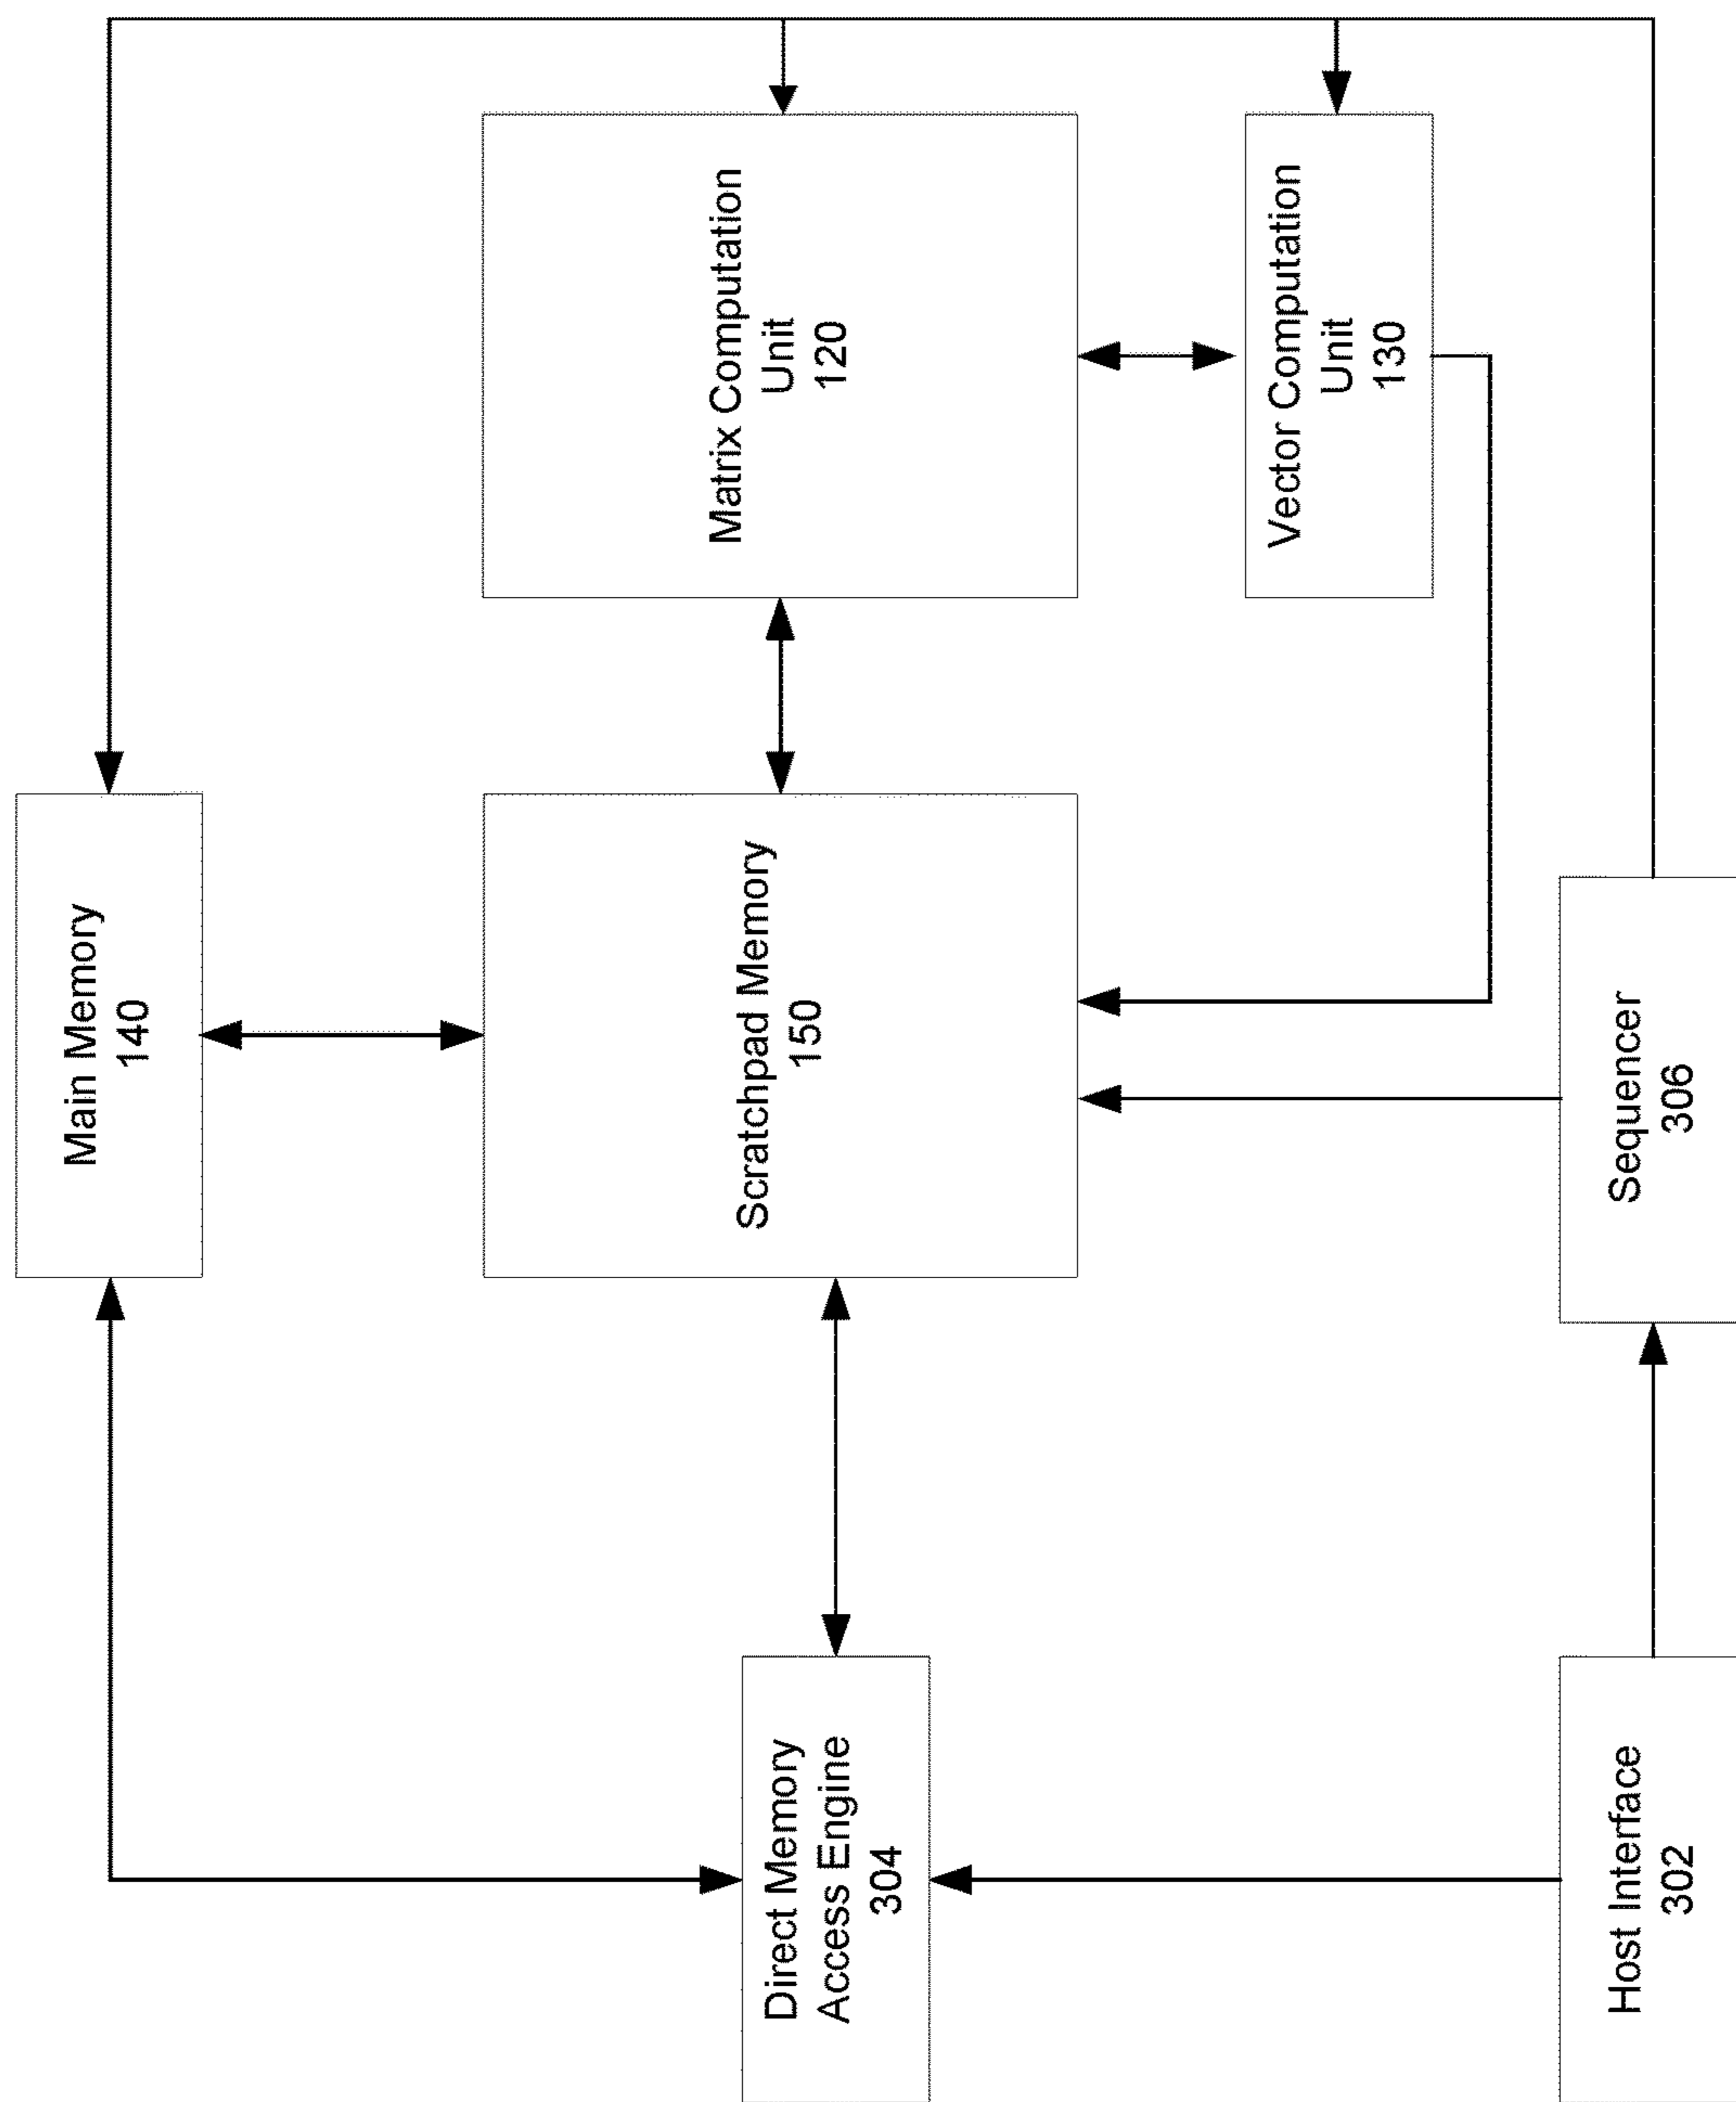 Main Memory
140
Direct Memory
Access Engine
304
Scratchpad Memory
150
Matrix Computation
Unit
120
Vector Computation
Unit
130
Host Interface
302
Sequencer
306